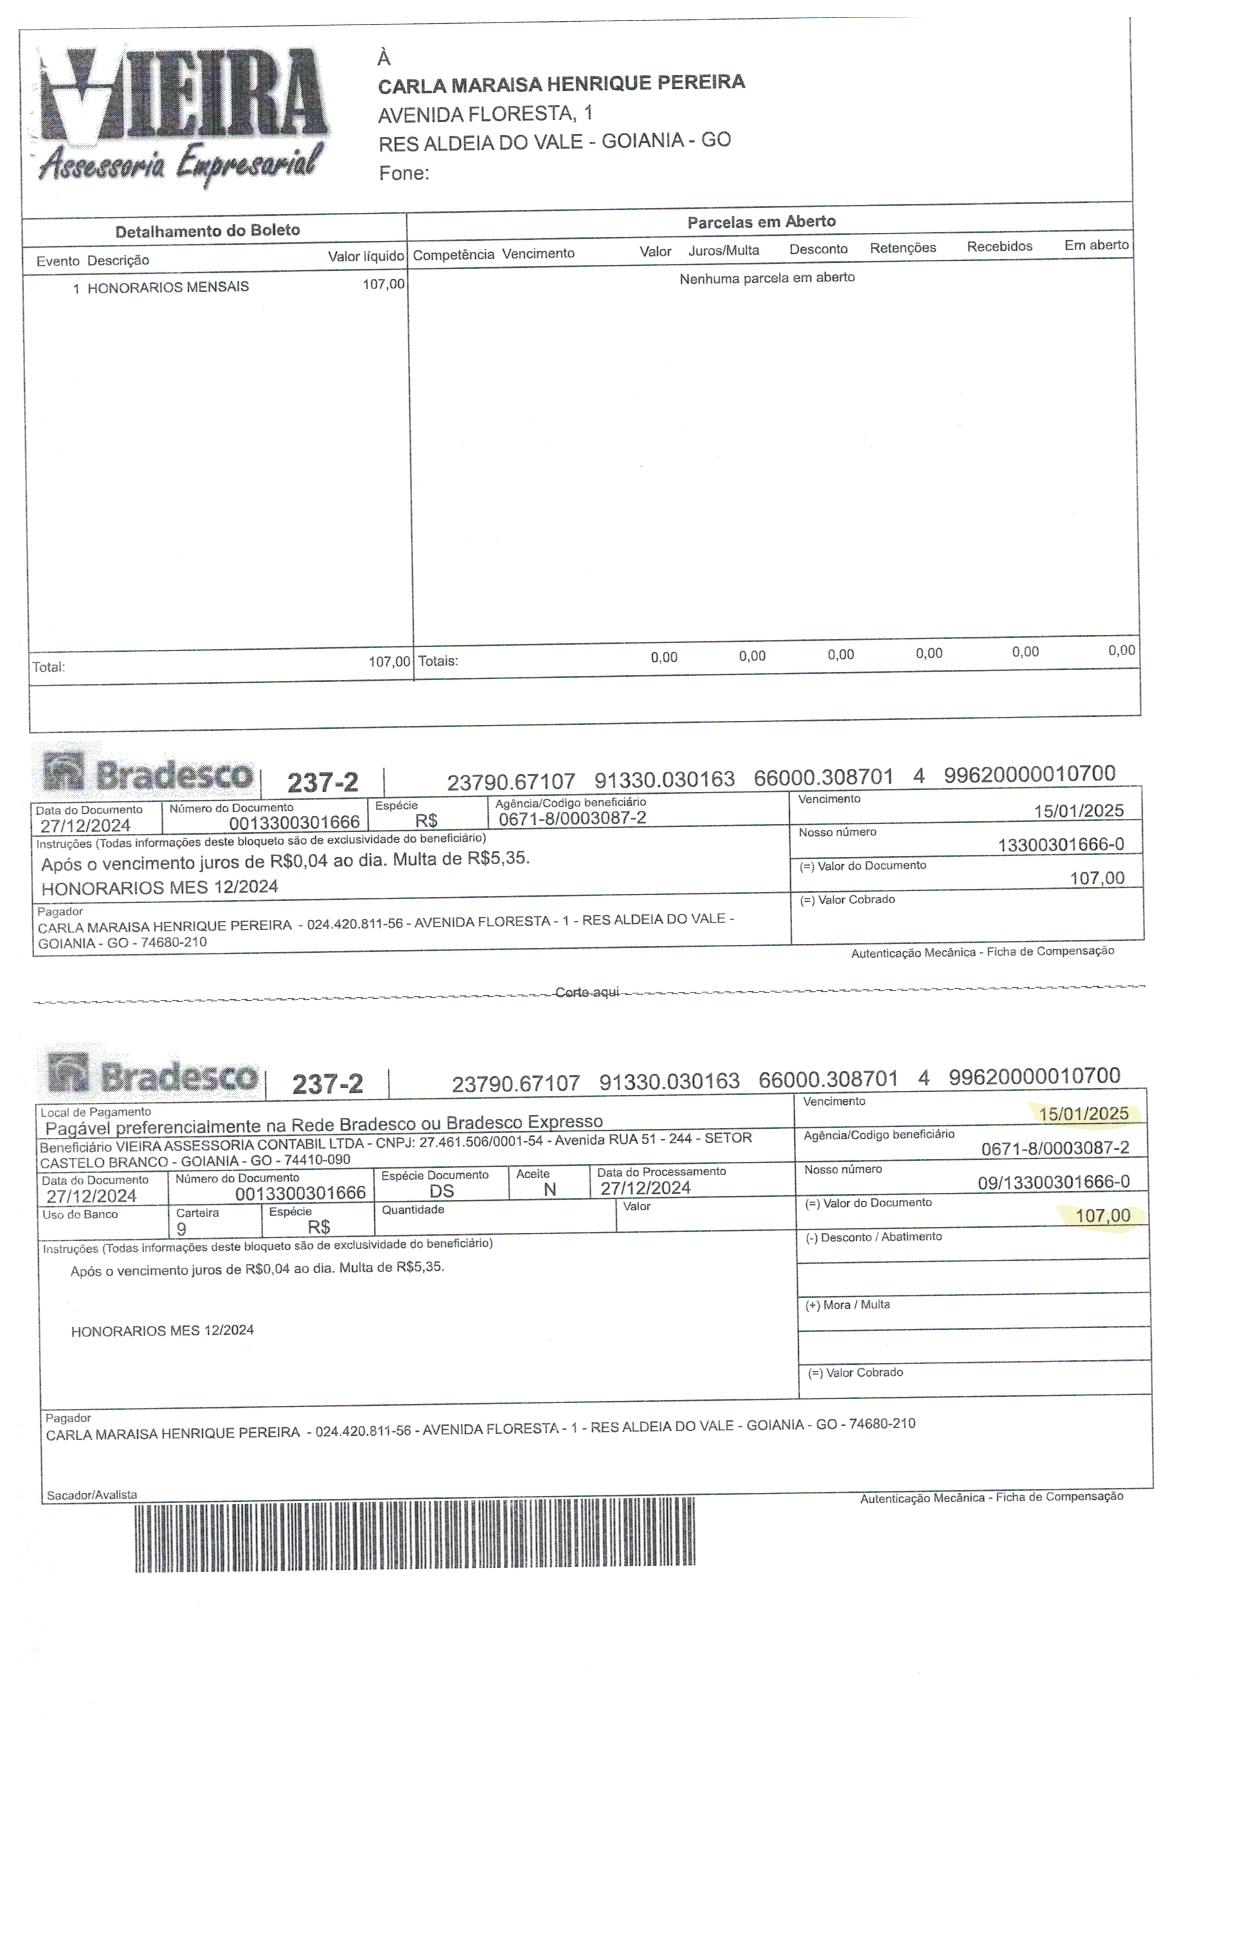 VIEIRA
Assessoria Empresarial
À
CARLA MARAISA HENRIQUE PEREIRA
AVENIDA FLORESTA, 1
RES ALDEIA DO VALE - GOIANIA - GO
Fone:
Detalhamento do Boleto Parcelas em Aberto
Evento Descrição Valor líquido Competência Vencimento Valor Juros/Multa Desconto Retenções Recebidos Em aberto
1 HONORARIOS MENSAIS 107,00 Nenhuma parcela em aberto
Total: 107,00 Totais: 0,00 0,00 0,00 0,00 0,00 0,00
Bradesco 237-2 23790.67107 91330.030163 66000.308701 4 99620000010700
Data do Documento Número do Documento Espécie Agência/Codigo beneficiário Vencimento
27/12/2024 0013300301666 R$ 0671-8/0003087-2 15/01/2025
Instruções (Todas informações deste bloqueto são de exclusividade do beneficiário) Nosso número
13300301666-0
Após o vencimento juros de R$0,04 ao dia. Multa de R$5,35. (=) Valor do Documento
HONORARIOS MES 12/2024 107,00
Pagador (=) Valor Cobrado
CARLA MARAISA HENRIQUE PEREIRA - 024.420.811-56 - AVENIDA FLORESTA - 1 - RES ALDEIA DO VALE -
GOIANIA - GO - 74680-210
Autenticação Mecânica - Ficha de Compensação
Corte aqui
Bradesco 237-2 23790.67107 91330.030163 66000.308701 4 99620000010700
Local de Pagamento Vencimento
Pagável preferencialmente na Rede Bradesco ou Bradesco Expresso 15/01/2025
Beneficiário VIEIRA ASSESSORIA CONTABIL LTDA - CNPJ: 27.461.506/0001-54 - Avenida RUA 51 - 244 - SETOR Agência/Codigo beneficiário
CASTELO BRANCO - GOIANIA - GO - 74410-090 0671-8/0003087-2
Data do Documento Número do Documento Espécie Documento Aceite Data do Processamento Nosso número
27/12/2024 0013300301666 DS N 27/12/2024 09/13300301666-0
Uso do Banco Carteira Espécie Quantidade Valor (=) Valor do Documento
9 R$ 107,00
Instruções (Todas informações deste bloqueto são de exclusividade do beneficiário) (-) Desconto / Abatimento
Após o vencimento juros de R$0,04 ao dia. Multa de R$5,35.
(+) Mora / Multa
HONORARIOS MES 12/2024
(=) Valor Cobrado
Pagador
CARLA MARAISA HENRIQUE PEREIRA - 024.420.811-56 - AVENIDA FLORESTA - 1 - RES ALDEIA DO VALE - GOIANIA - GO - 74680-210
Sacador/Avalista Autenticação Mecânica - Ficha de Compensação